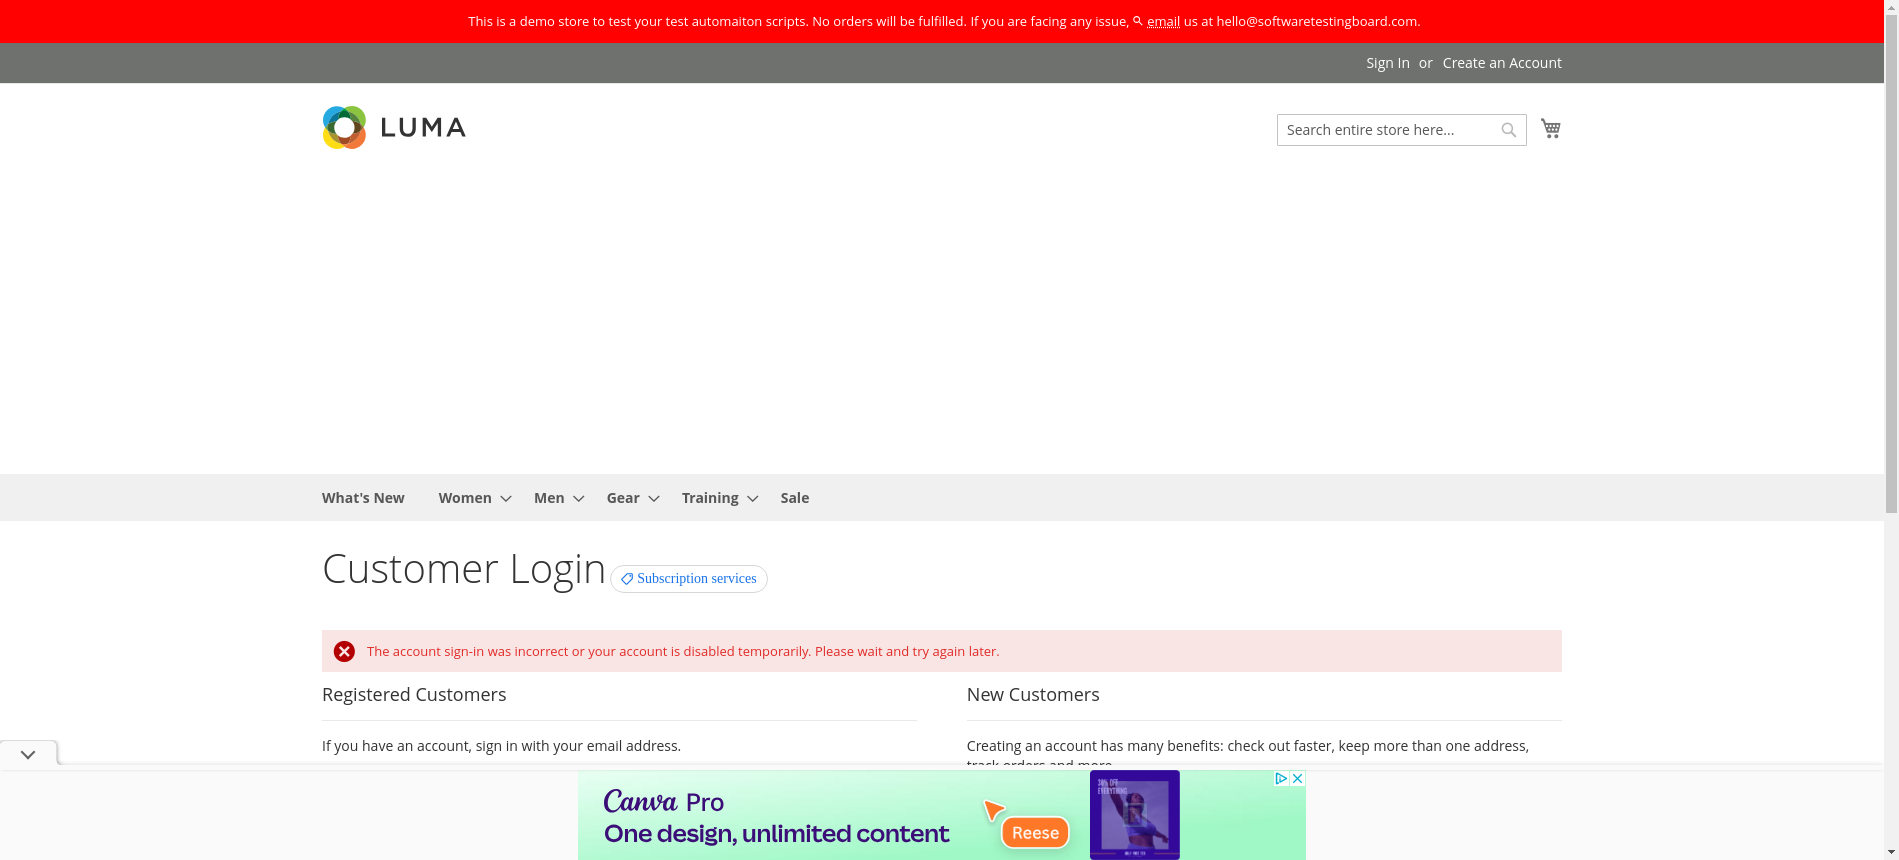 This is a demo store to test your test automaiton scripts. No orders will be fulfilled. If you are facing any issue, email us at hello@softwaretestingboard.com.
Sign In or Create an Account
LUMA
Search entire store here...
What's New Women Men Gear Training Sale
Customer Login
Subscription services
The account sign-in was incorrect or your account is disabled temporarily. Please wait and try again later.
Registered Customers
If you have an account, sign in with your email address.
New Customers
Creating an account has many benefits: check out faster, keep more than one address,
track orders and more.
Canva Pro
One design, unlimited content
Reese